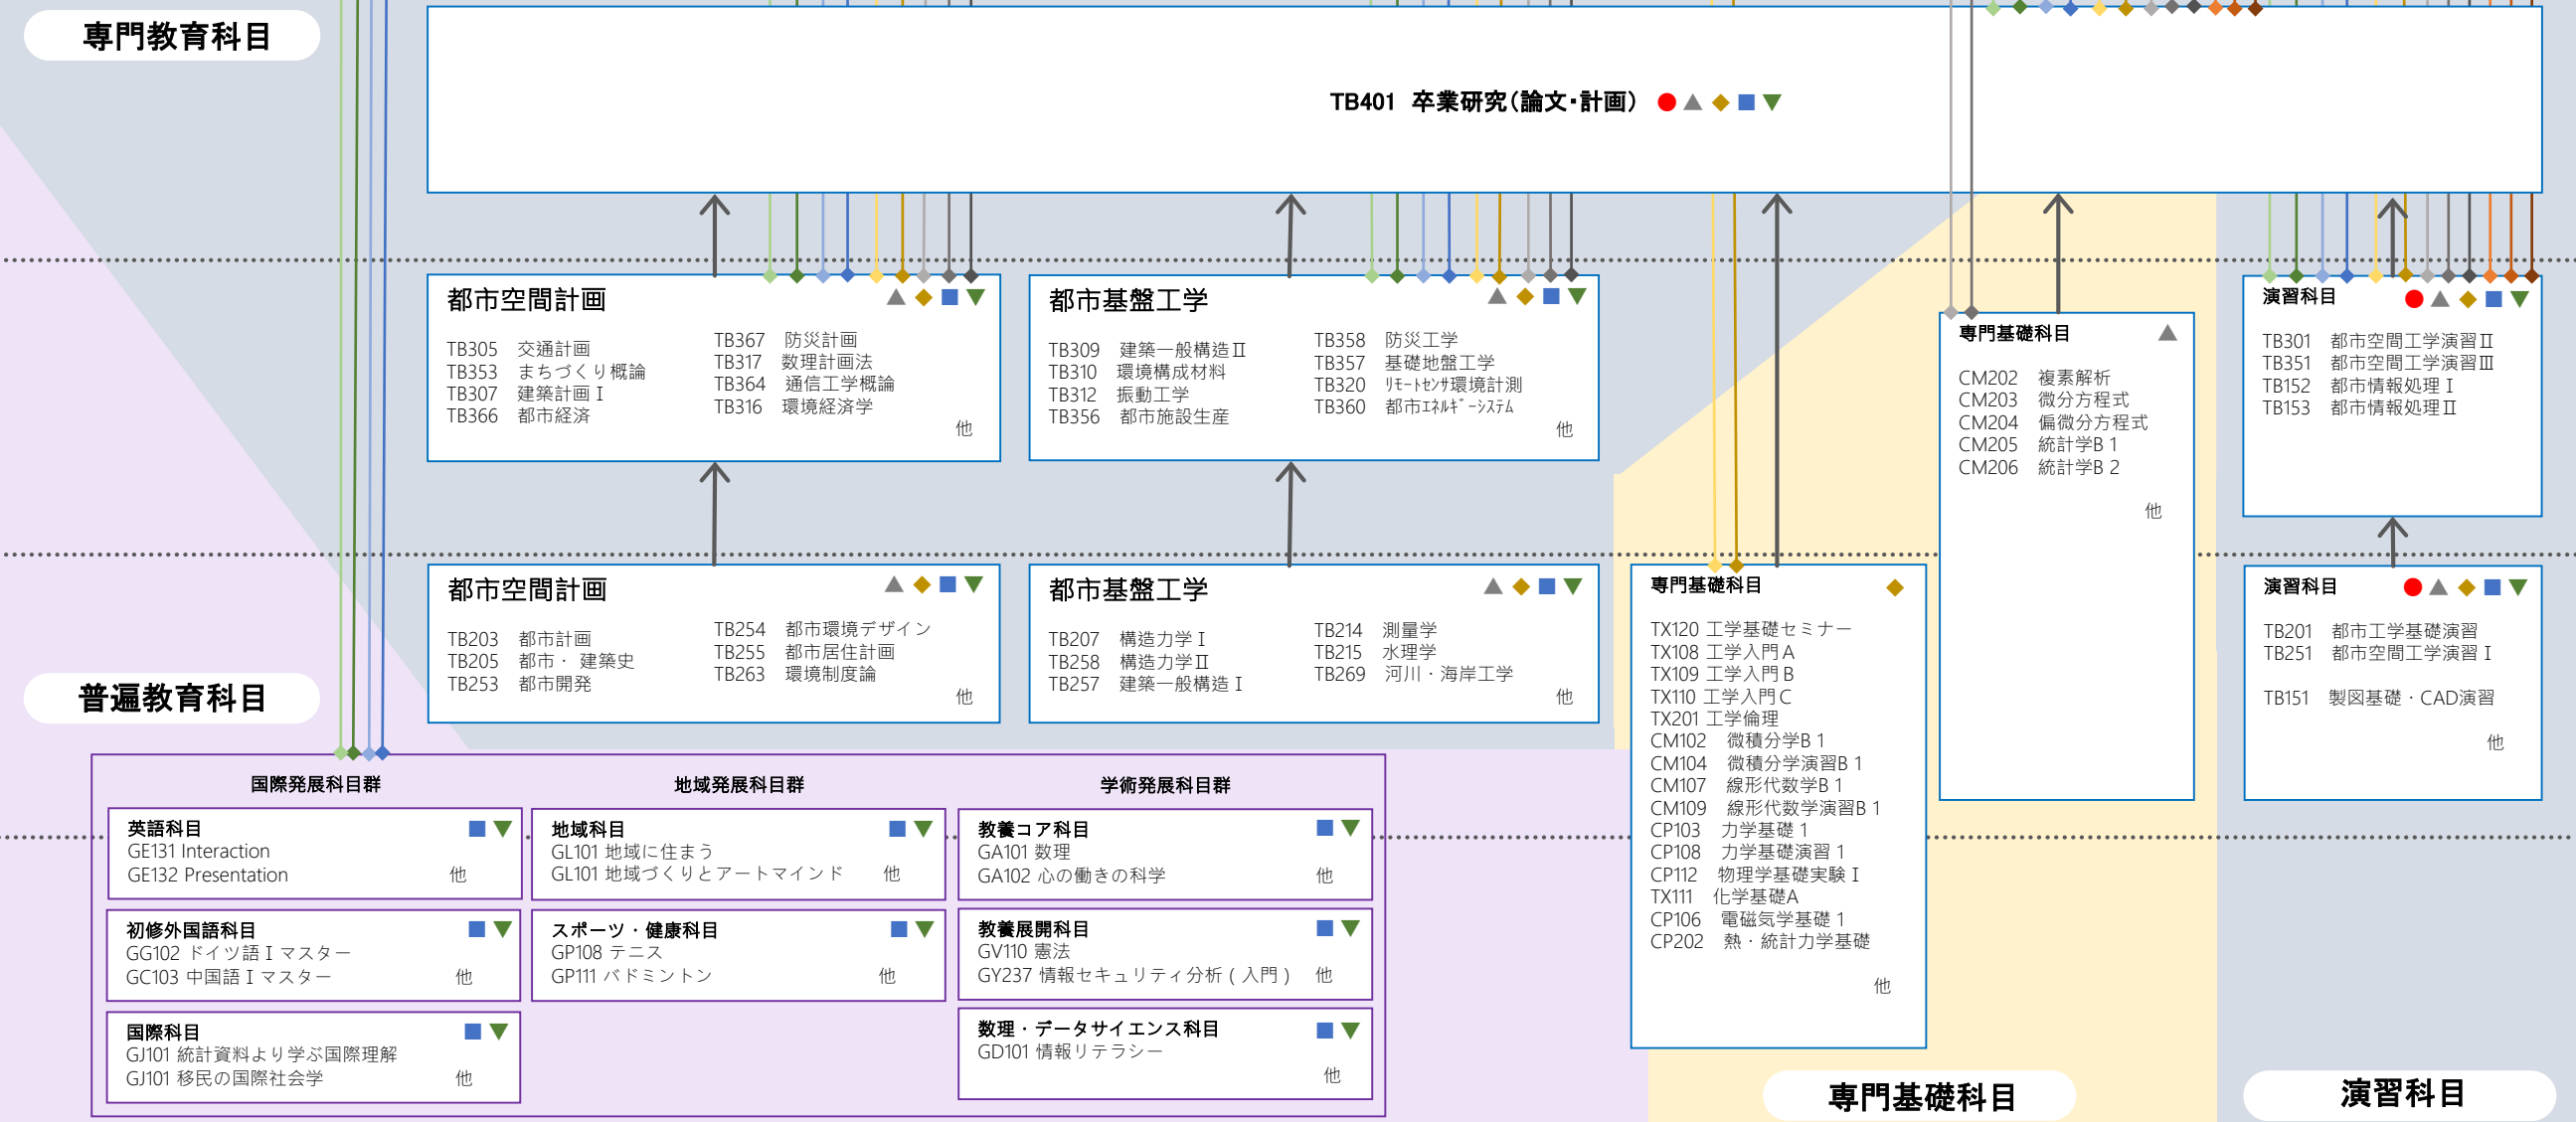 専門教育科目
TB401 卒業研究(論文・計画)
都市空間計画
TB305 交通計画
TB353 まちづくり概論
TB307 建築計画Ⅰ
TB366 都市経済
TB367 防災計画
TB317 数理計画法
TB364 通信工学概論
TB316 環境経済学
他
都市基盤工学
TB309 建築一般構造Ⅱ
TB310 環境構成材料
TB312 振動工学
TB356 都市施設生産
TB358 防災工学
TB357 基礎地盤工学
TB320 ﾘﾓｰﾄｾﾝｻ環境計測
TB360 都市ｴﾈﾙｷﾞｰｼｽﾃﾑ
他
専門基礎科目
CM202 複素解析
CM203 微分方程式
CM204 偏微分方程式
CM205 統計学B1
CM206 統計学B2
他
演習科目
TB301 都市空間工学演習Ⅱ
TB351 都市空間工学演習Ⅲ
TB152 都市情報処理Ⅰ
TB153 都市情報処理Ⅱ
都市空間計画
TB203 都市計画
TB205 都市・ 建築史
TB253 都市開発
TB254 都市環境デザイン
TB255 都市居住計画
TB263 環境制度論
他
都市基盤工学
TB207 構造力学Ⅰ
TB258 構造力学Ⅱ
TB257 建築一般構造Ⅰ
TB214 測量学
TB215 水理学
TB269 河川・海岸工学
他
専門基礎科目
TX120 工学基礎セミナー
TX108 工学入門A
TX109 工学入門B
TX110 工学入門C
TX201 工学倫理
CM102 微積分学B1
CM104 微積分学演習B1
CM107 線形代数学B1
CM109 線形代数学演習B1
CP103 力学基礎1
CP108 力学基礎演習1
CP112 物理学基礎実験Ⅰ
TX111 化学基礎A
CP106 電磁気学基礎1
CP202 熱・統計力学基礎
他
演習科目
TB201 都市工学基礎演習
TB251 都市空間工学演習Ⅰ
TB151 製図基礎・CAD演習
他
普遍教育科目
国際発展科目群
英語科目
GE131 Interaction
GE132 Presentation 他
初修外国語科目
GG102 ドイツ語Ⅰマスター
GC103 中国語Ⅰマスター 他
国際科目
GJ101 統計資料より学ぶ国際理解
GJ101 移民の国際社会学 他
地域発展科目群
地域科目
GL101 地域に住まう
GL101 地域づくりとアートマインド 他
スポーツ・健康科目
GP108 テニス
GP111 バドミントン 他
学術発展科目群
教養コア科目
GA101 数理
GA102 心の働きの科学 他
教養展開科目
GV110 憲法
GY237 情報セキュリティ分析(入門) 他
数理・データサイエンス科目
GD101 情報リテラシー
他
専門基礎科目
演習科目